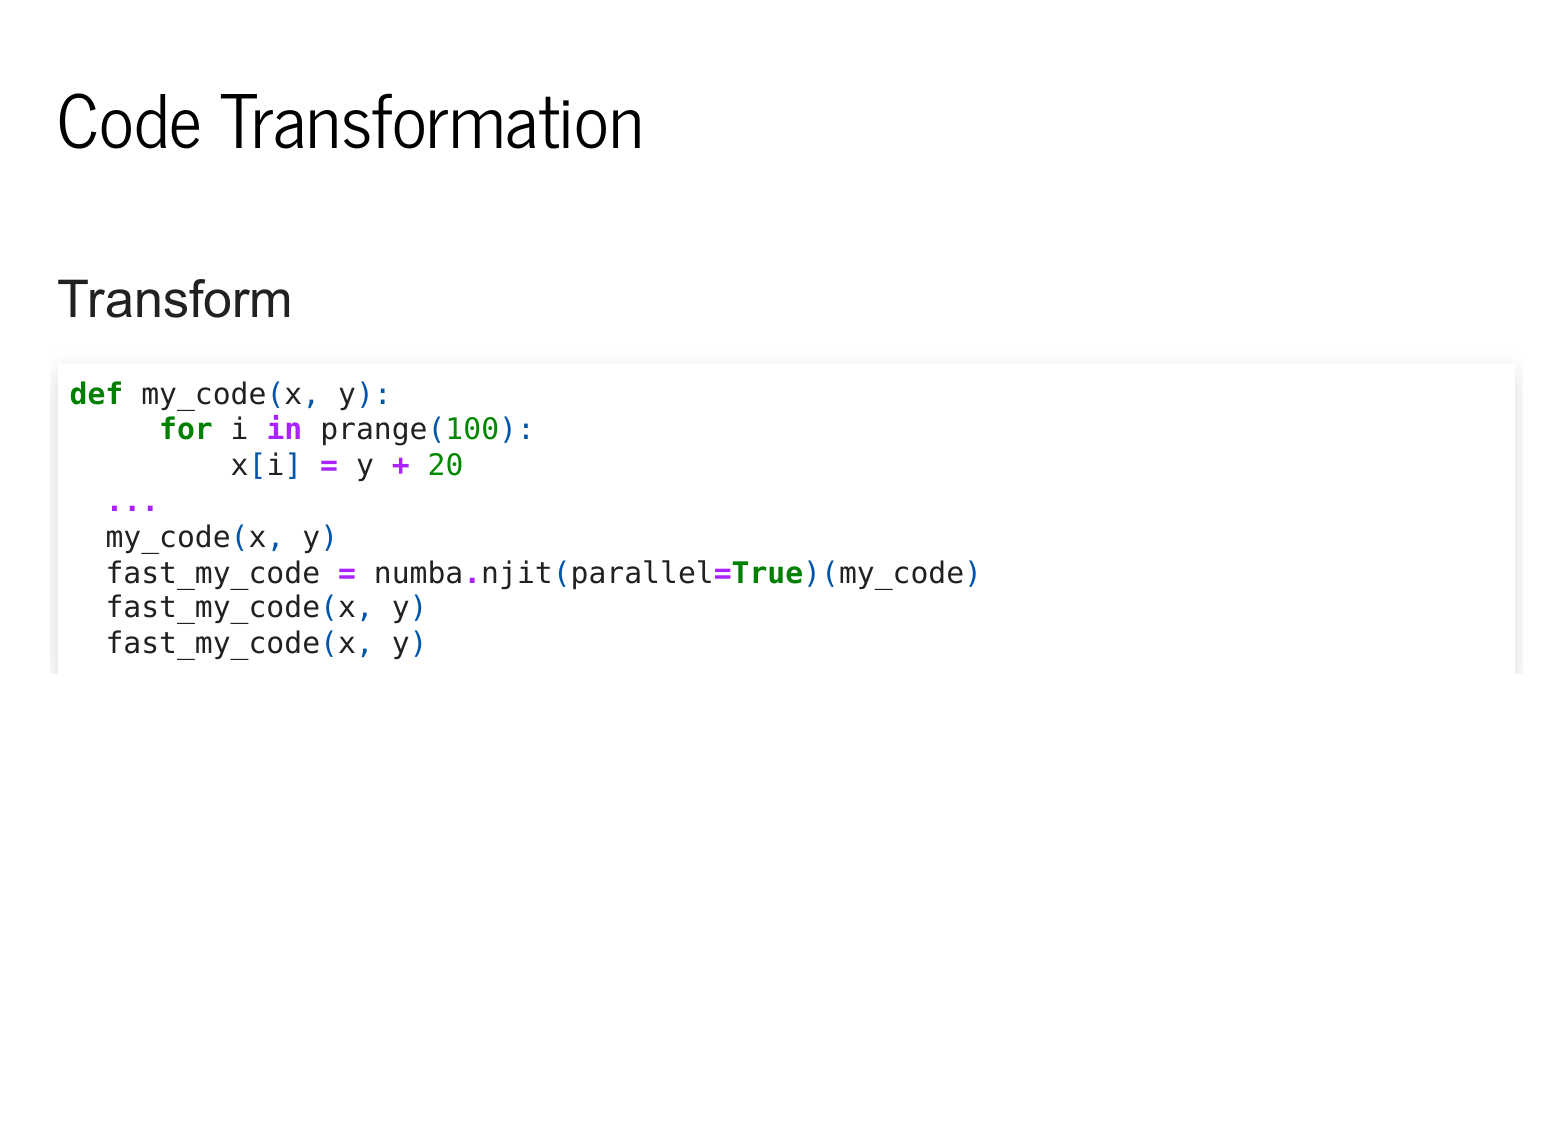 Code Transformation
Transform
def my_code(x, y):
     for i in prange(100):
         x[i] = y + 20
  ...
  my_code(x, y)
  fast_my_code = numba.njit(parallel=True)(my_code)
  fast_my_code(x, y)
  fast_my_code(x, y)